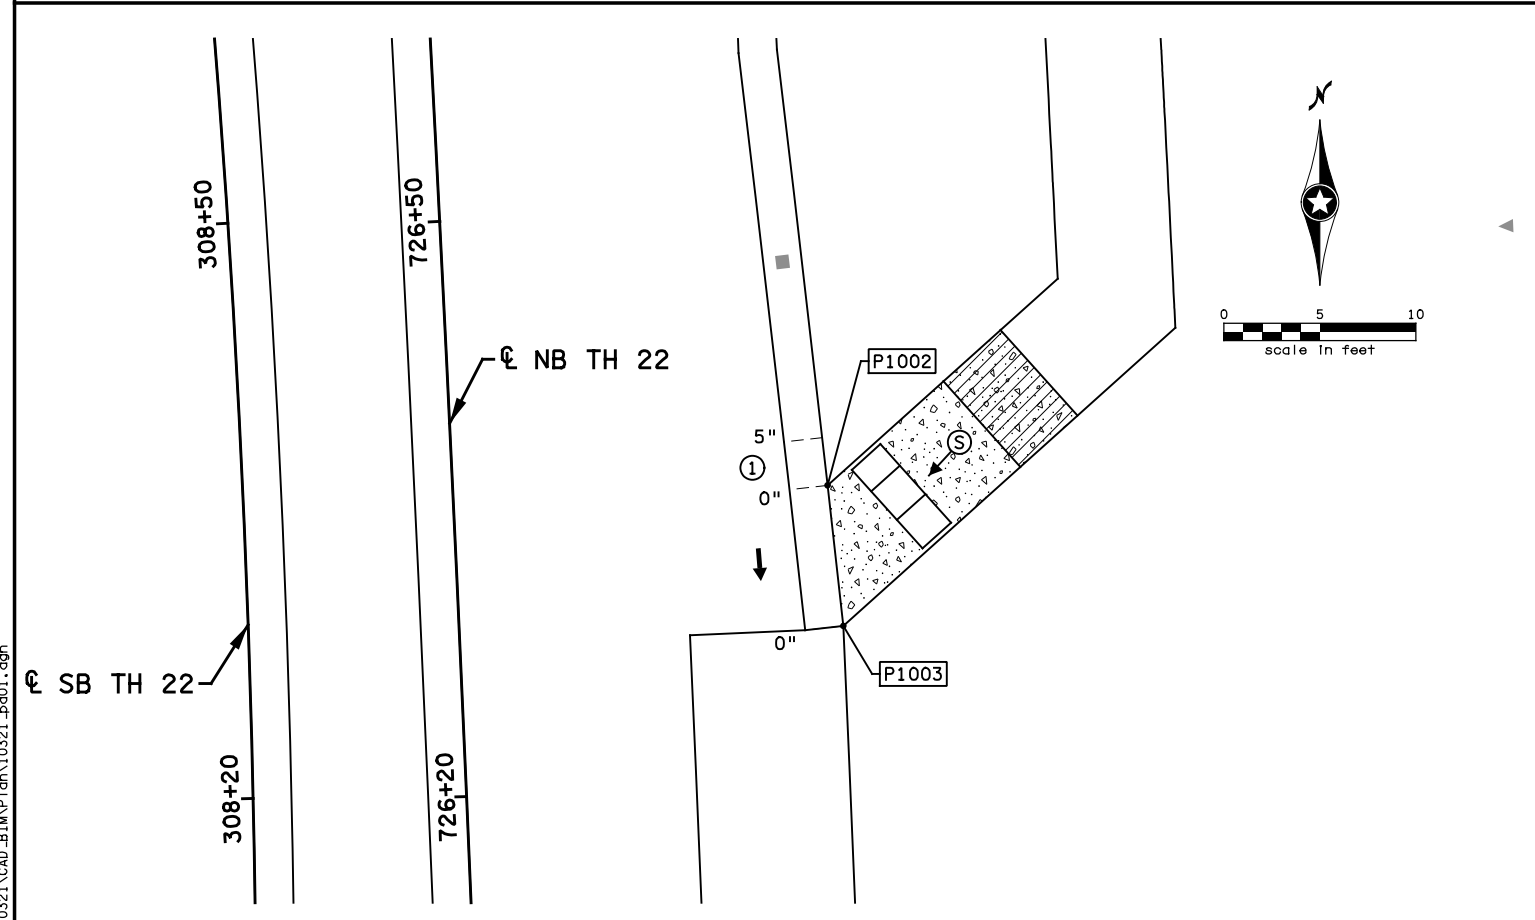 N
308+50
726+50
0 5 10
scale in feet
℄ NB TH 22
P1002
5"
1
S
0"
0"
℄ SB TH 22
P1003
308+20
726+20